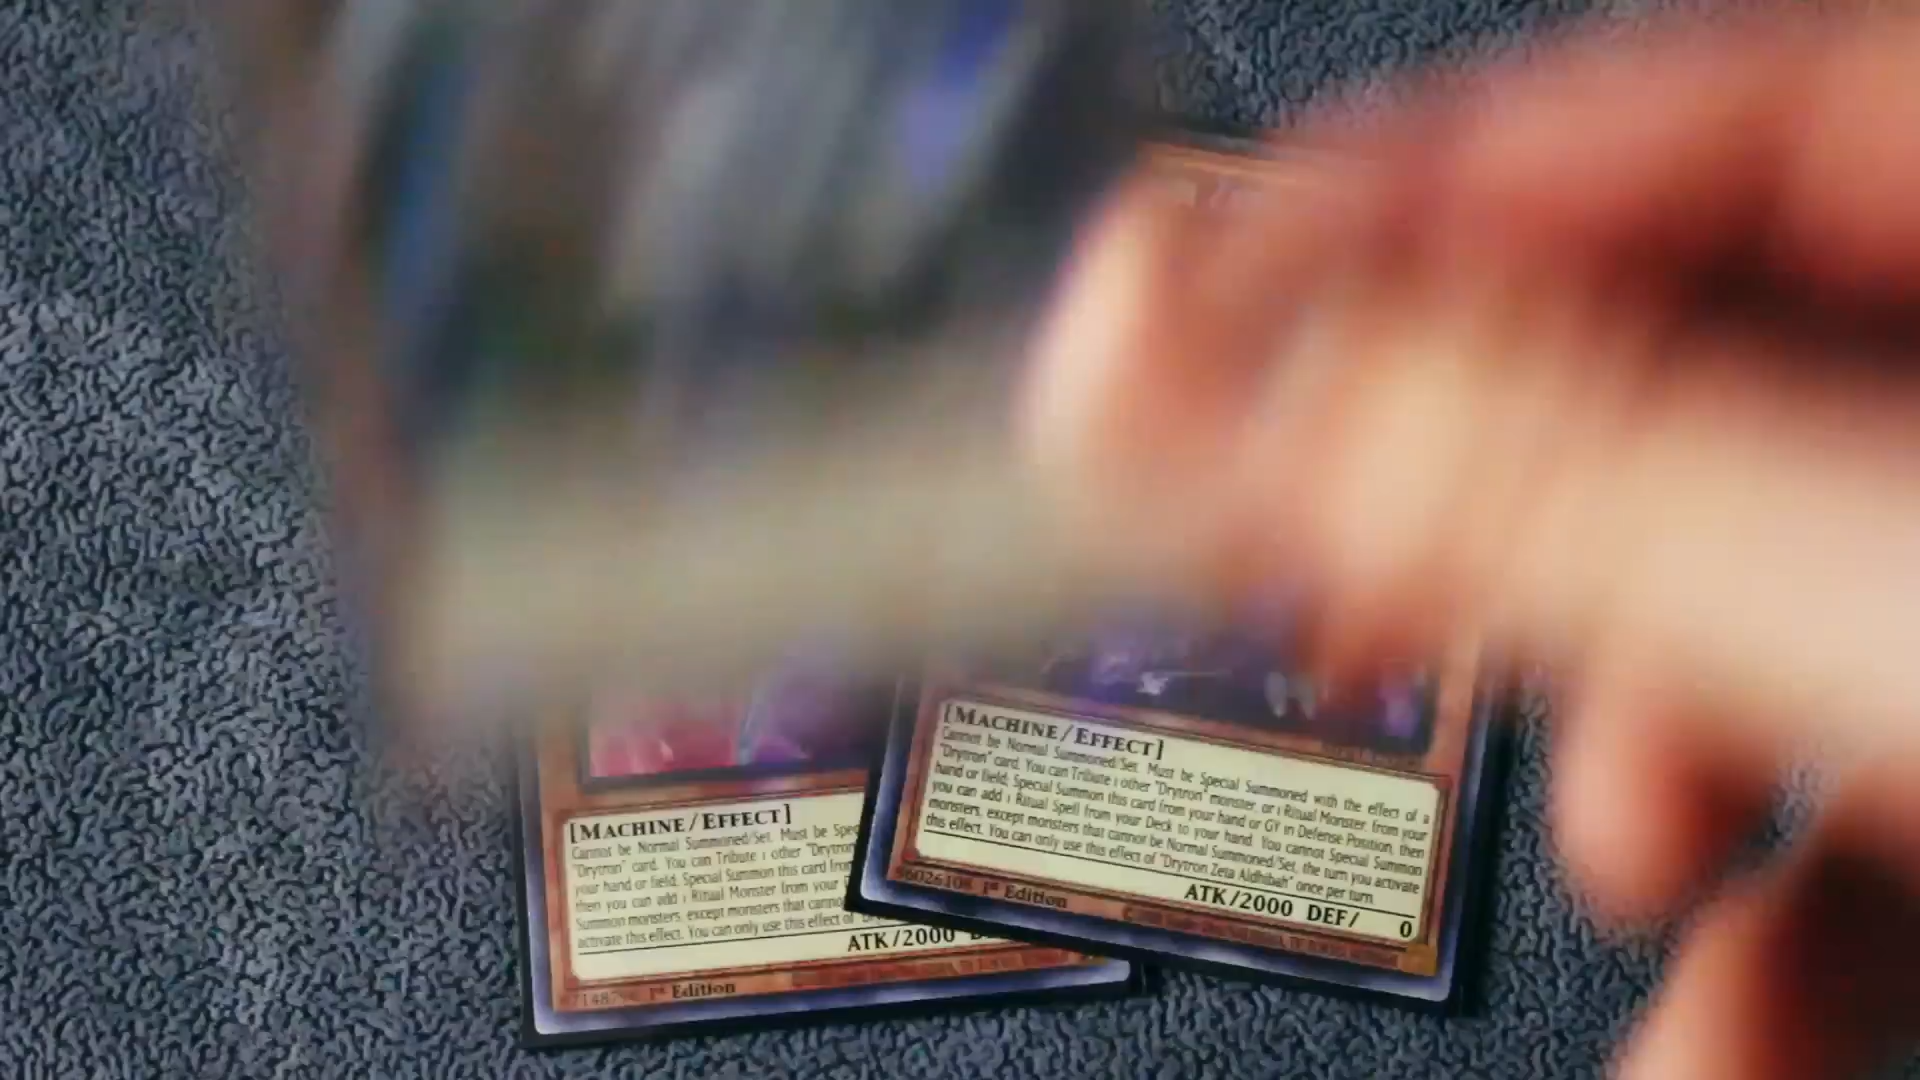 [MACHINE/EFFECT]
Cannot be Normal Summoned/Set. Must be Special Summoned with the effect of a
"Drytron" card. You can Tribute 1 other "Drytron" monster or 1 Ritual Monster, from your
hand or field; Special Summon this card from your hand or GY in Defense Position, then
you can add 1 Ritual Spell from your Deck to your hand. You cannot Special Summon
monsters, except monsters that cannot be Normal Summoned/Set, the turn you activate
this effect. You can only use this effect of "Drytron Zeta Aldhibah" once per turn.
ATK/2000 DEF/ 0
1st Edition
[MACHINE/EFFECT]
Cannot be Normal Summoned/Set. Must be Spec
"Drytron" card. You can Tribute 1 other "Drytron
your hand or field; Special Summon this card from
then you can add 1 Ritual Monster from your
Summon monsters, except monsters that canno
activate this effect. You can only use this effect of
ATK/2000
1st Edition